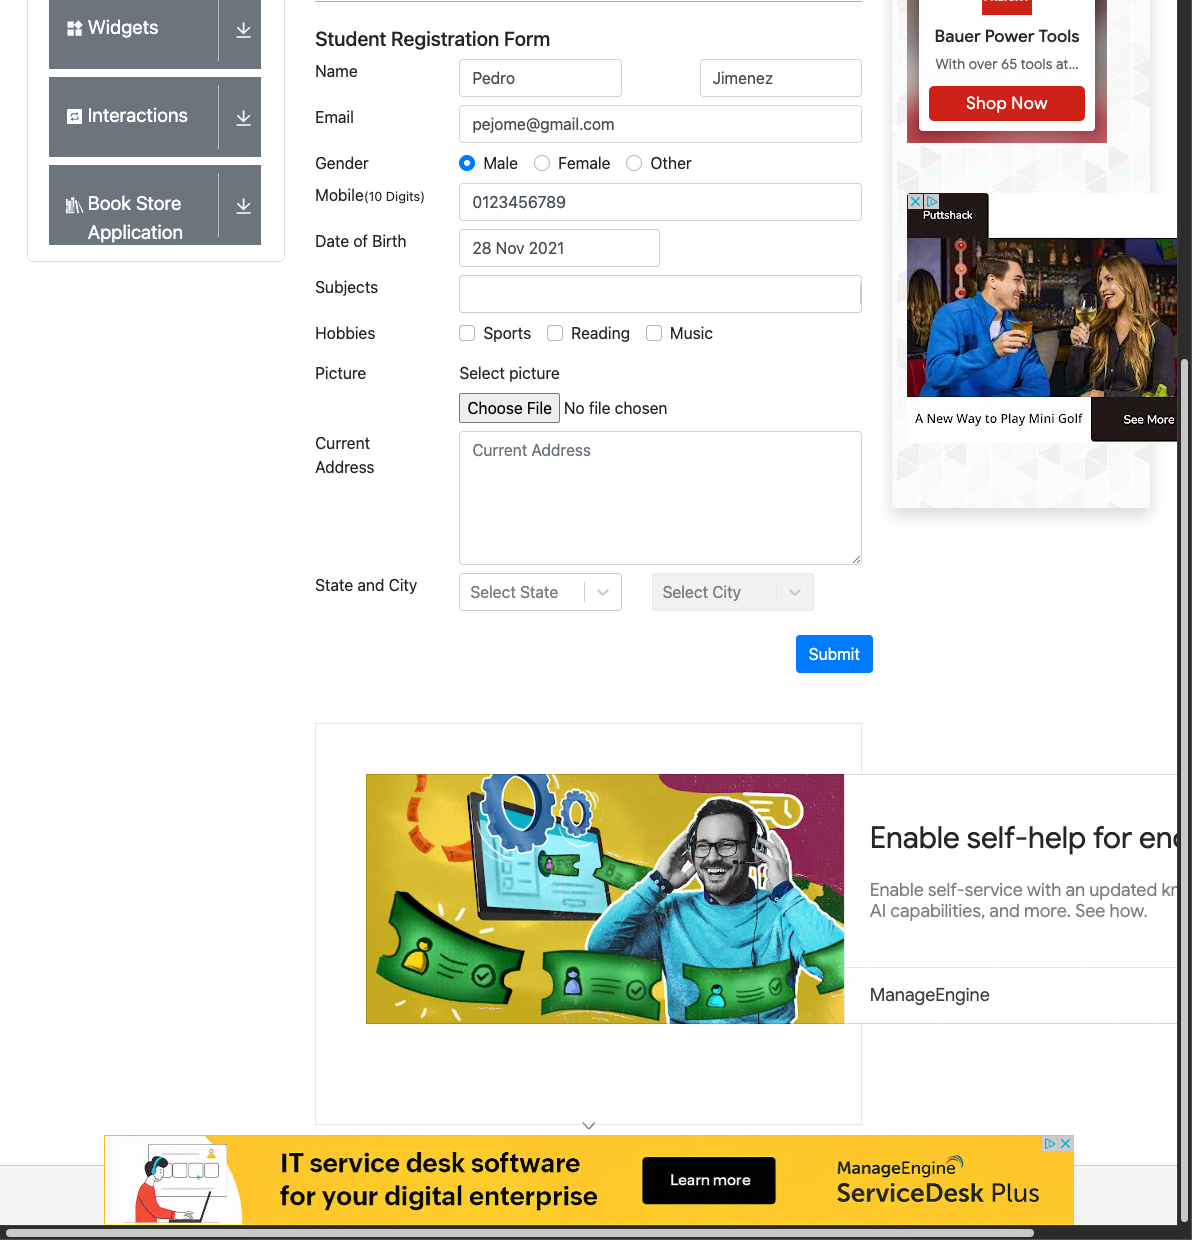 Widgets
Interactions
Book Store
Application
Student Registration Form
Name
Pedro
Jimenez
Email
pejome@gmail.com
Gender
Male
Female
Other
Mobile(10 Digits)
0123456789
Date of Birth
28 Nov 2021
Subjects
Hobbies
Sports
Reading
Music
Picture
Select picture
Choose File No file chosen
Current
Address
Current Address
State and City
Select State
Select City
Submit
Bauer Power Tools
With over 65 tools at...
Shop Now
Puttshack
A New Way to Play Mini Golf
See More
Enable self-help for
Enable self-service with an updated
AI capabilities, and more. See how.
ManageEngine
IT service desk software
for your digital enterprise
Learn more
ManageEngine
ServiceDesk Plus